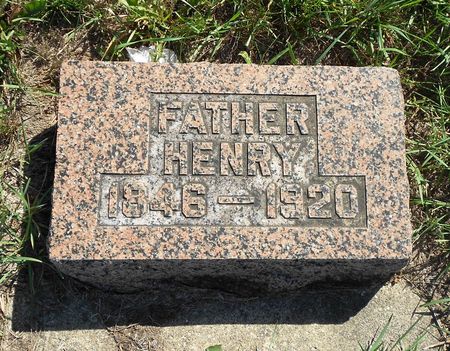 FATHER
HENRY
1846 — 1920